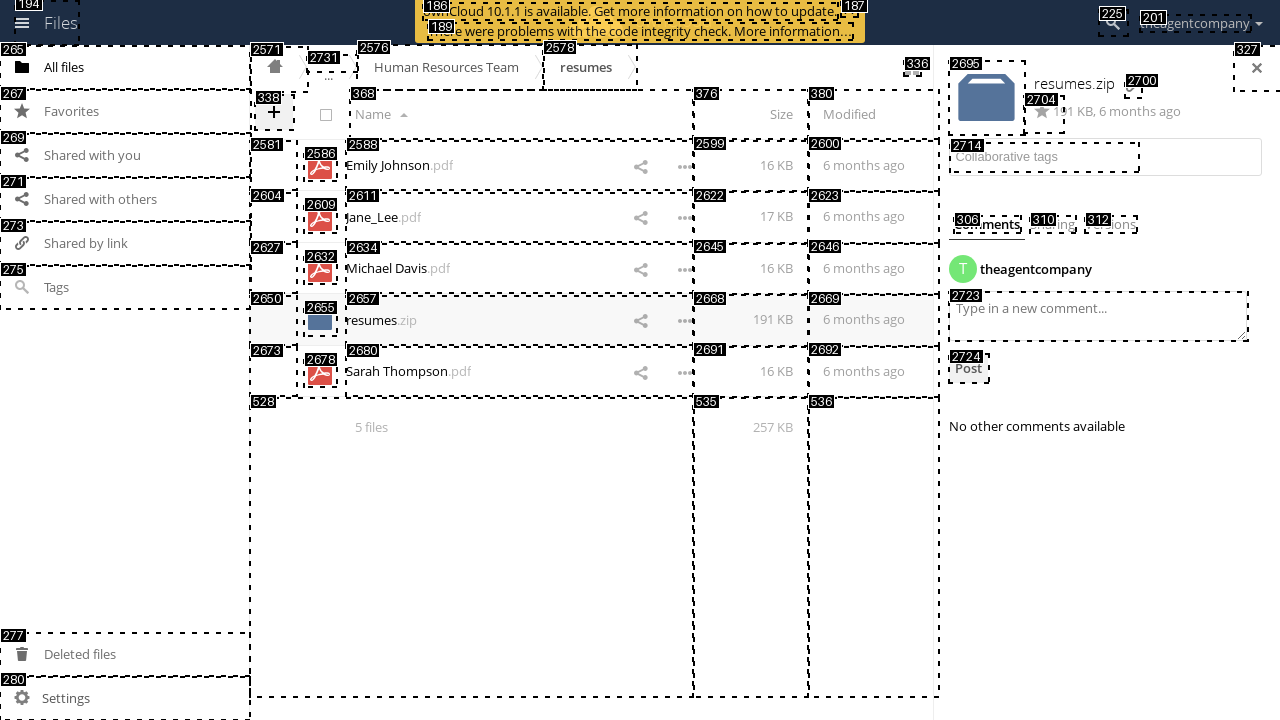 194
Files
186
ownCloud 10.1.1 is available. Get more information on how to update.
187
189
There were problems with the code integrity check. More information...
225
201
theagentcompany
265
All files
267
Favorites
269
Shared with you
271
Shared with others
273
Shared by link
275
Tags
277
Deleted files
280
Settings
2571
2731
...
2576
Human Resources Team
2578
resumes
336
327
338
+
368
Name
376
Size
380
Modified
2581
2586
2588
Emily Johnson.pdf
2599
16 KB
2600
6 months ago
2604
2609
2611
Jane_Lee.pdf
2622
17 KB
2623
6 months ago
2627
2632
2634
Michael Davis.pdf
2645
16 KB
2646
6 months ago
2650
2655
2657
resumes.zip
2668
191 KB
2669
6 months ago
2673
2678
2680
Sarah Thompson.pdf
2691
16 KB
2692
6 months ago
528
5 files
535
257 KB
536
2695
resumes.zip
2700
2704
191 KB, 6 months ago
2714
Collaborative tags
306
Comments
310
Sharing
312
Versions
T
theagentcompany
2723
Type in a new comment...
2724
Post
No other comments available